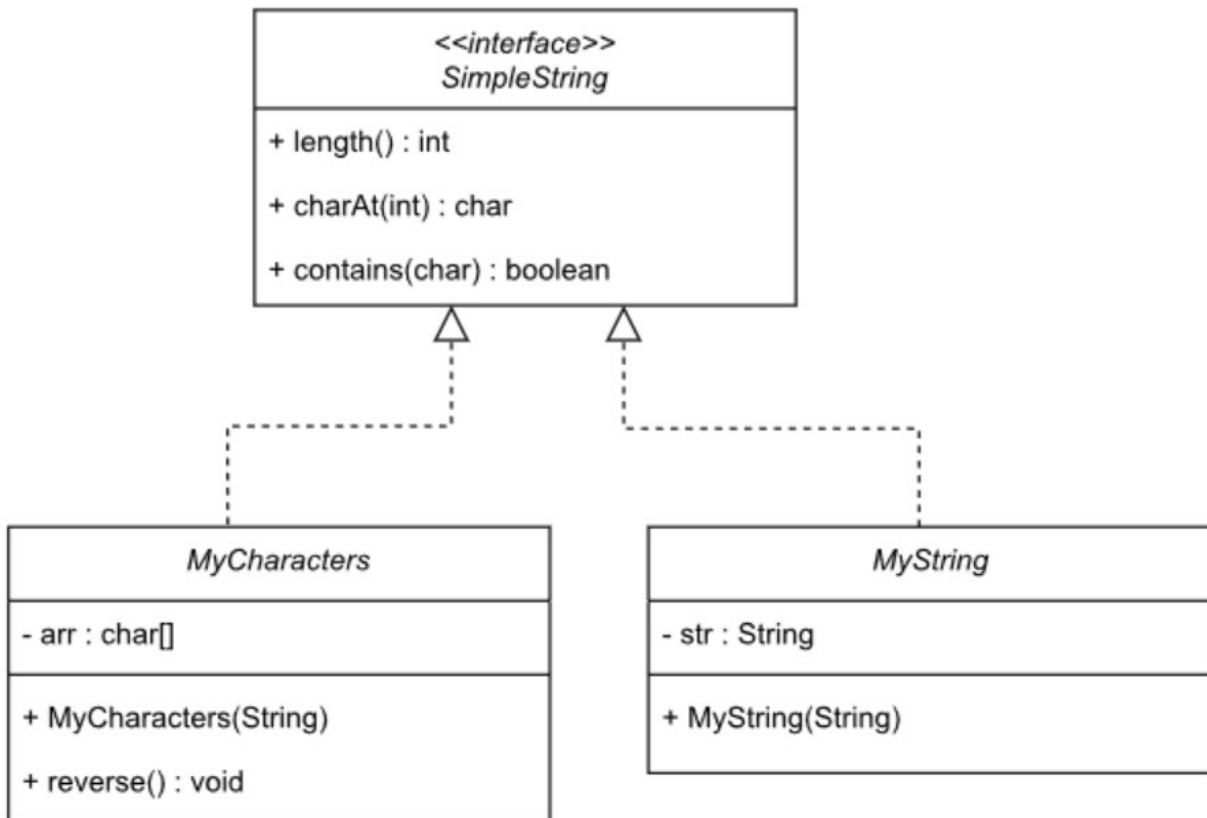 <<interface>>
SimpleString
+ length() : int
+ charAt(int) : char
+ contains(char) : boolean
MyCharacters
- arr : char[]
+ MyCharacters(String)
+ reverse() : void
MyString
- str : String
+ MyString(String)